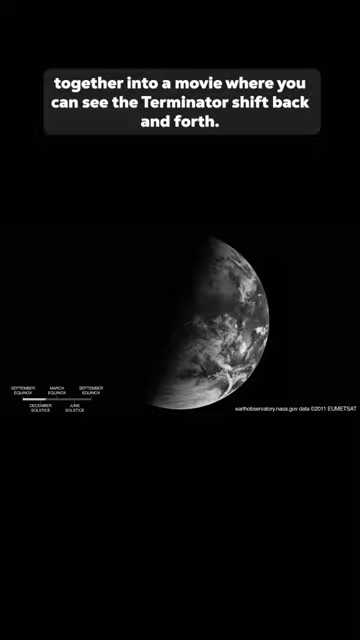 together into a movie where you
can see the Terminator shift back
and forth.
SEPTEMBER MARCH SEPTEMBER
EQUINOX EQUINOX EQUINOX
DECEMBER JUNE
SOLSTICE SOLSTICE
earthobservatory.nasa.gov data ©2011 EUMETSAT